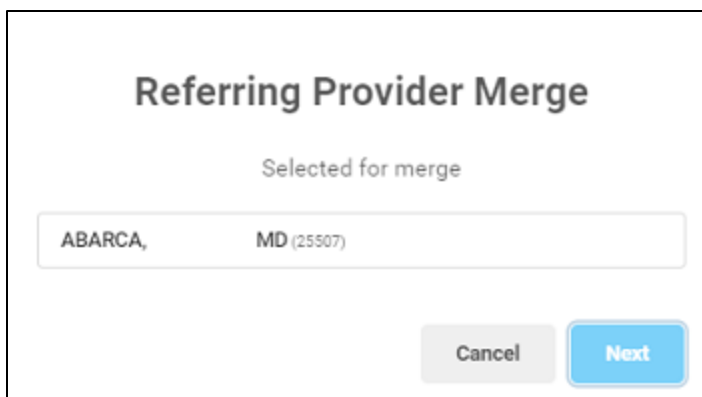 Referring Provider Merge
Selected for merge
ABARCA, MD (25507)
Cancel Next